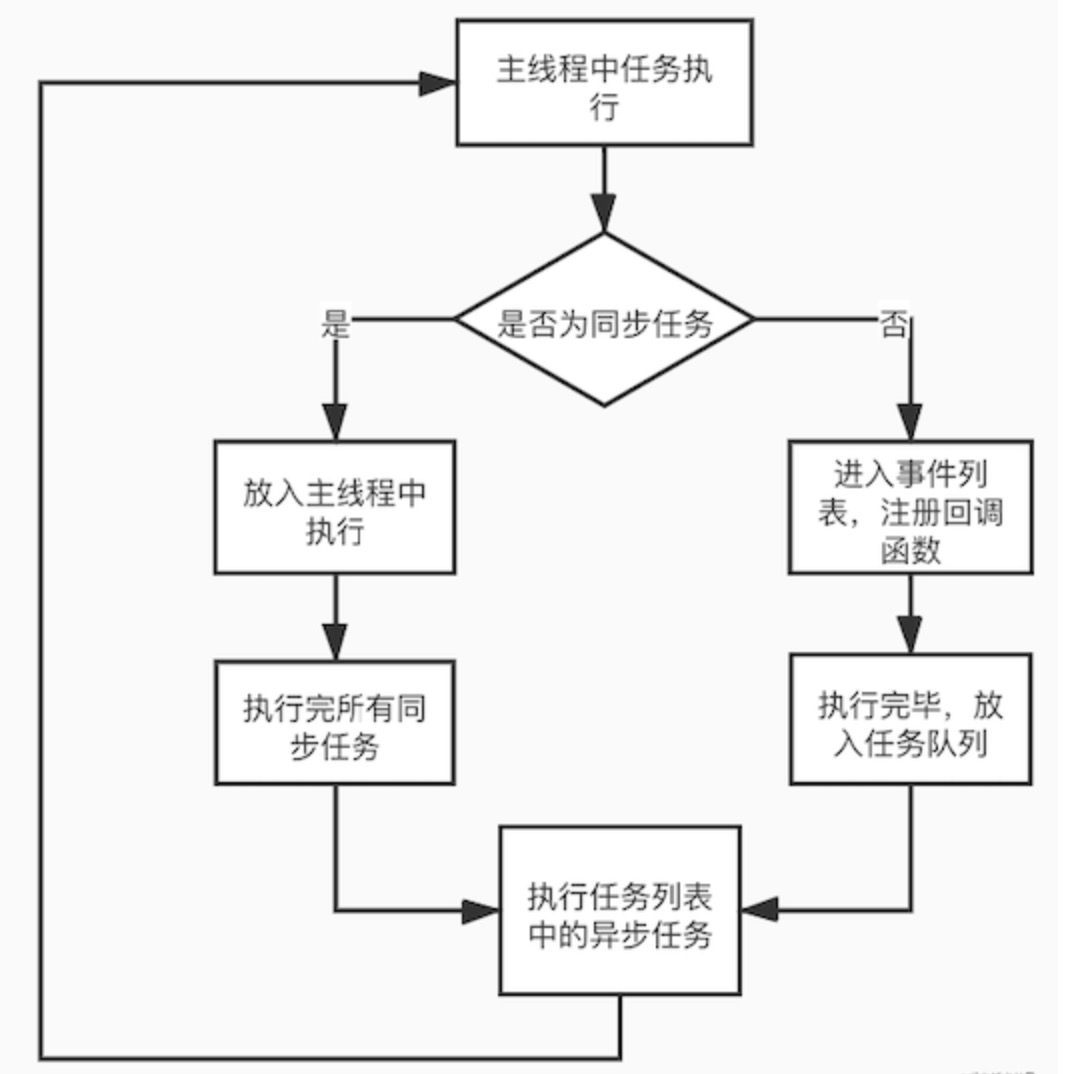 主线程中任务执
行
是否为同步任务
是
否
放入主线程中
执行
进入事件列
表，注册回调
函数
执行完所有同
步任务
执行完毕，放
入任务队列
执行任务列表
中的异步任务